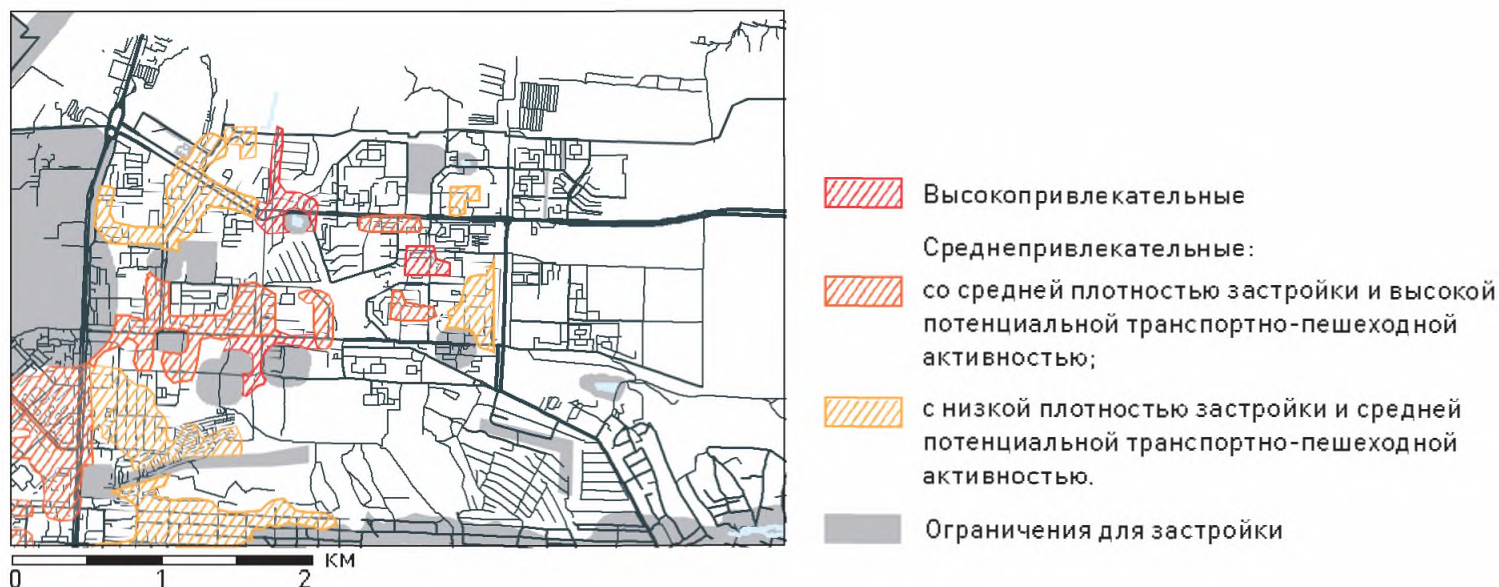 Высокопривлекательные
Среднепривлекательные:
со средней плотностью застройки и высокой
потенциальной транспортно-пешеходной
активностью;
с низкой плотностью застройки и средней
потенциальной транспортно-пешеходной
активностью.
Ограничения для застройки
км
0 1 2